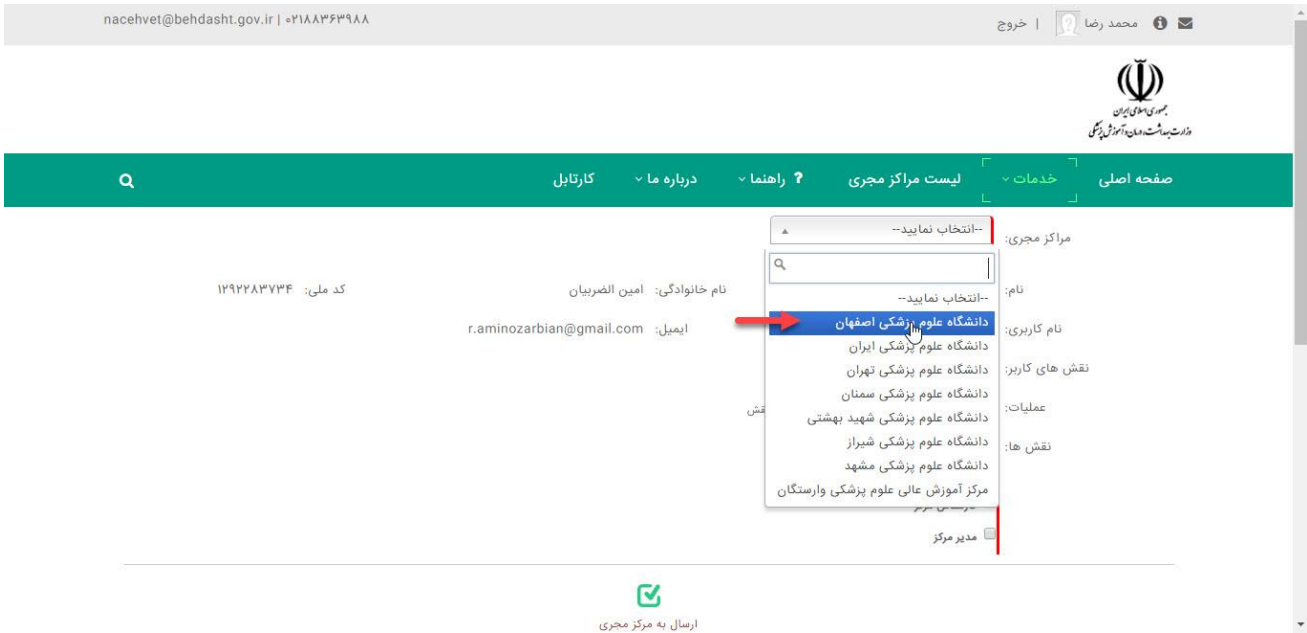 nacehvet@behdasht.gov.ir | ۰۲۱۸۸۳۶۳۹۸۸
محمد رضا | خروج
جمهوری اسلامی ایران
وزارت بهداشت، درمان و آموزش پزشکی
صفحه اصلی خدمات لیست مراکز مجری ? راهنما درباره ما کارتابل
مراکز مجری: --انتخاب نمایید--
نام: نام خانوادگی: امین الضربیان کد ملی: ۱۲۹۲۲۸۳۷۳۴
--انتخاب نمایید--
دانشگاه علوم پزشکی اصفهان
نام کاربری: ایمیل: r.aminozarbian@gmail.com
دانشگاه علوم پزشکی ایران
نقش های کاربر: دانشگاه علوم پزشکی تهران
دانشگاه علوم پزشکی سمنان
عملیات:
دانشگاه علوم پزشکی شهید بهشتی
دانشگاه علوم پزشکی شیراز
نقش ها:
دانشگاه علوم پزشکی مشهد
مرکز آموزش عالی علوم پزشکی وارستگان
مدیر مرکز
ارسال به مرکز مجری